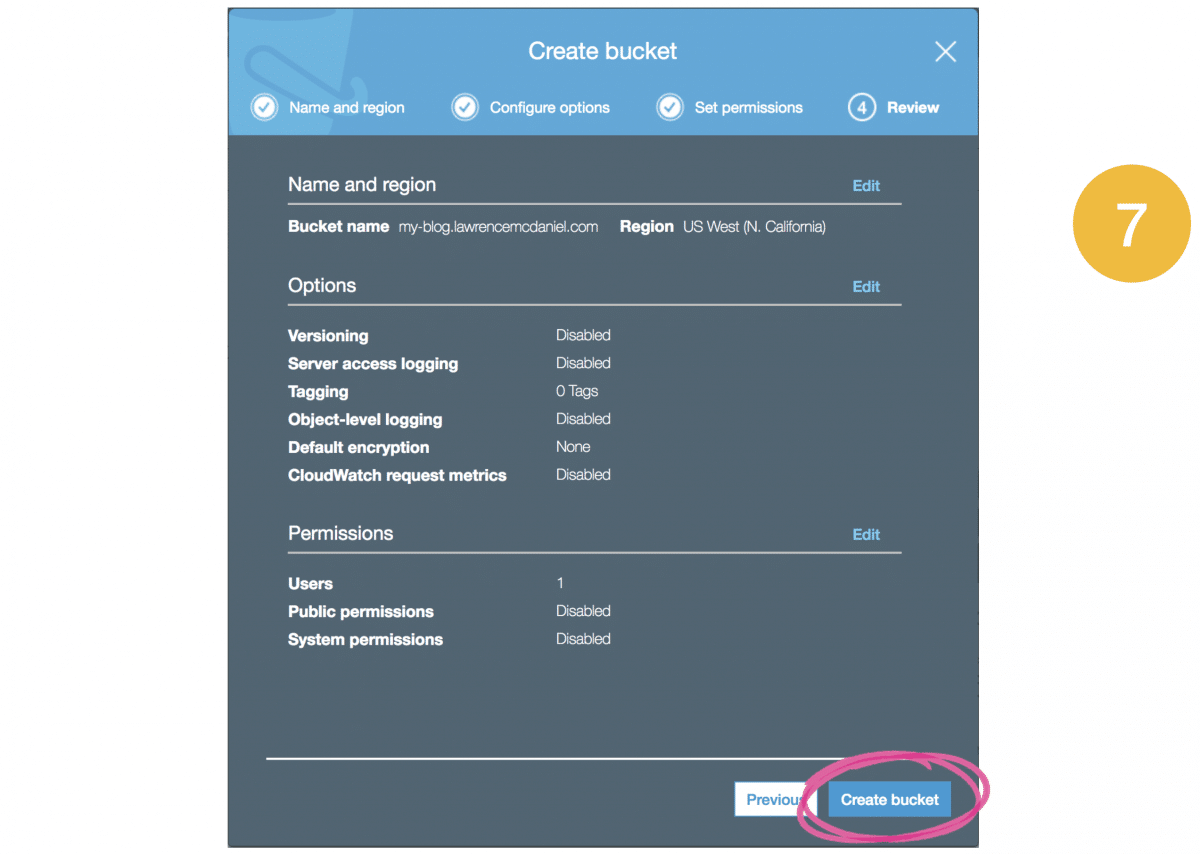 Create bucket
Name and region Configure options Set permissions 4 Review
Name and region Edit
7
Bucket name my-blog.lawrencemcdaniel.com Region US West (N. California)
Options Edit
Versioning Disabled
Server access logging Disabled
Tagging 0 Tags
Object-level logging Disabled
Default encryption None
CloudWatch request metrics Disabled
Permissions Edit
Users 1
Public permissions Disabled
System permissions Disabled
Previous Create bucket